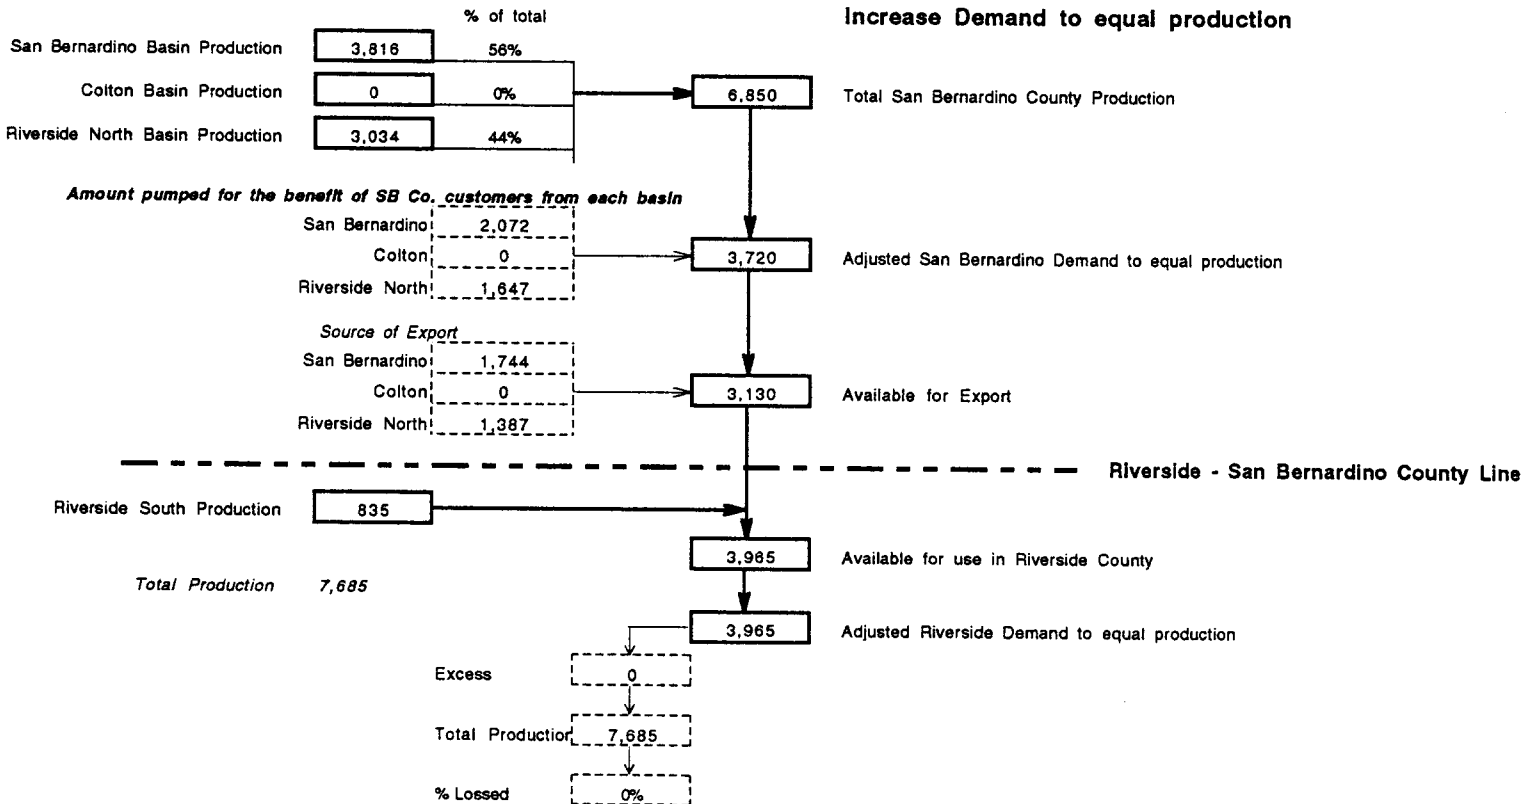 % of total
Increase Demand to equal production
San Bernardino Basin Production 3,816 56%
Colton Basin Production 0 0%
6,850 Total San Bernardino County Production
Riverside North Basin Production 3,034 44%
Amount pumped for the benefit of SB Co. customers from each basin
San Bernardino 2,072
Colton 0 3,720 Adjusted San Bernardino Demand to equal production
Riverside North 1,647
Source of Export
San Bernardino 1,744
Colton 0 3,130 Available for Export
Riverside North 1,387
Riverside - San Bernardino County Line
Riverside South Production 835
3,965 Available for use in Riverside County
Total Production 7,685
3,965 Adjusted Riverside Demand to equal production
Excess 0
Total Production 7,685
% Lossed 0%